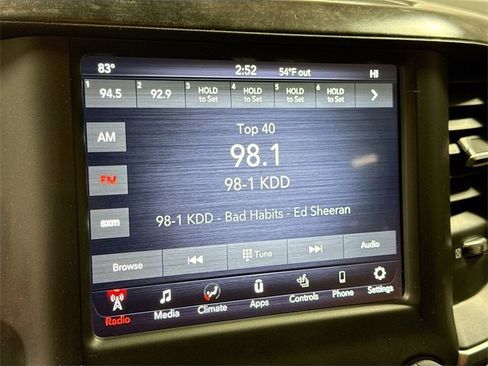 83° 2:52 54°F out HI
1 94.5 2 92.9 3 HOLD to Set 4 HOLD to Set 5 HOLD to Set 6 HOLD to Set
Top 40
AM
98.1
FM
98-1 KDD
sxm
98-1 KDD - Bad Habits - Ed Sheeran
Browse Tune Audio
Radio Media Climate Apps Controls Phone Settings